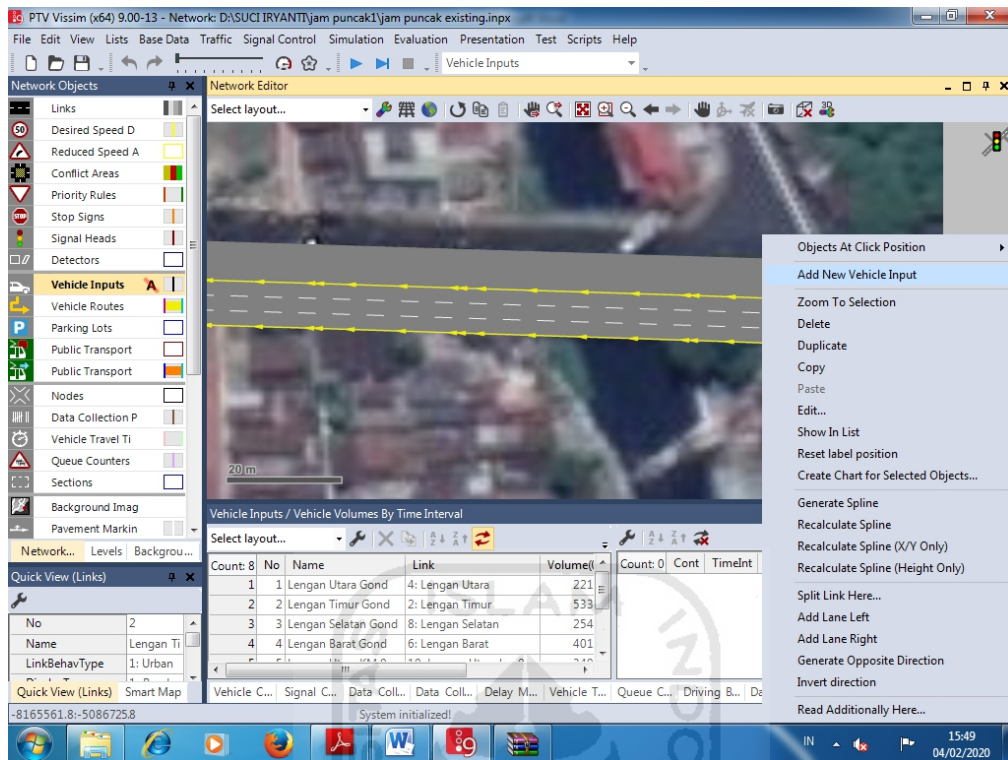 PTV Vissim (x64) 9.00-13 - Network: D:\SUCI IRYANTI\jam puncak1\jam puncak existing.inpx
File Edit View Lists Base Data Traffic Signal Control Simulation Evaluation Presentation Test Scripts Help
Vehicle Inputs
Network Objects
Network Editor
Select layout...
Links
Desired Speed D
Reduced Speed A
Conflict Areas
Priority Rules
Stop Signs
Signal Heads
Detectors
Vehicle Inputs
Vehicle Routes
Parking Lots
Public Transport
Public Transport
Nodes
Data Collection P
Vehicle Travel Ti
Queue Counters
Sections
Background Imag
Pavement Markin
Network... Levels Backgrou...
20 m
Objects At Click Position
Add New Vehicle Input
Zoom To Selection
Delete
Duplicate
Copy
Paste
Edit...
Show In List
Reset label position
Create Chart for Selected Objects...
Generate Spline
Recalculate Spline
Recalculate Spline (X/Y Only)
Recalculate Spline (Height Only)
Split Link Here...
Add Lane Left
Add Lane Right
Generate Opposite Direction
Invert direction
Read Additionally Here...
Vehicle Inputs / Vehicle Volumes By Time Interval
Select layout...
Count: 8 No Name Link Volume(
1 1 Lengan Utara Gond 4: Lengan Utara 221
2 2 Lengan Timur Gond 2: Lengan Timur 533
3 3 Lengan Selatan Gond 8: Lengan Selatan 254
4 4 Lengan Barat Gond 6: Lengan Barat 401
Count: 0 Cont TimeInt
Quick View (Links)
No 2
Name Lengan Ti
LinkBehavType 1: Urban
Quick View (Links) Smart Map
Vehicle C... Signal C... Data Coll... Data Coll... Delay M... Vehicle T... Queue C... Driving B... Da
-8165561.8:-5086725.8
System initialized!
IN
15:49
04/02/2020